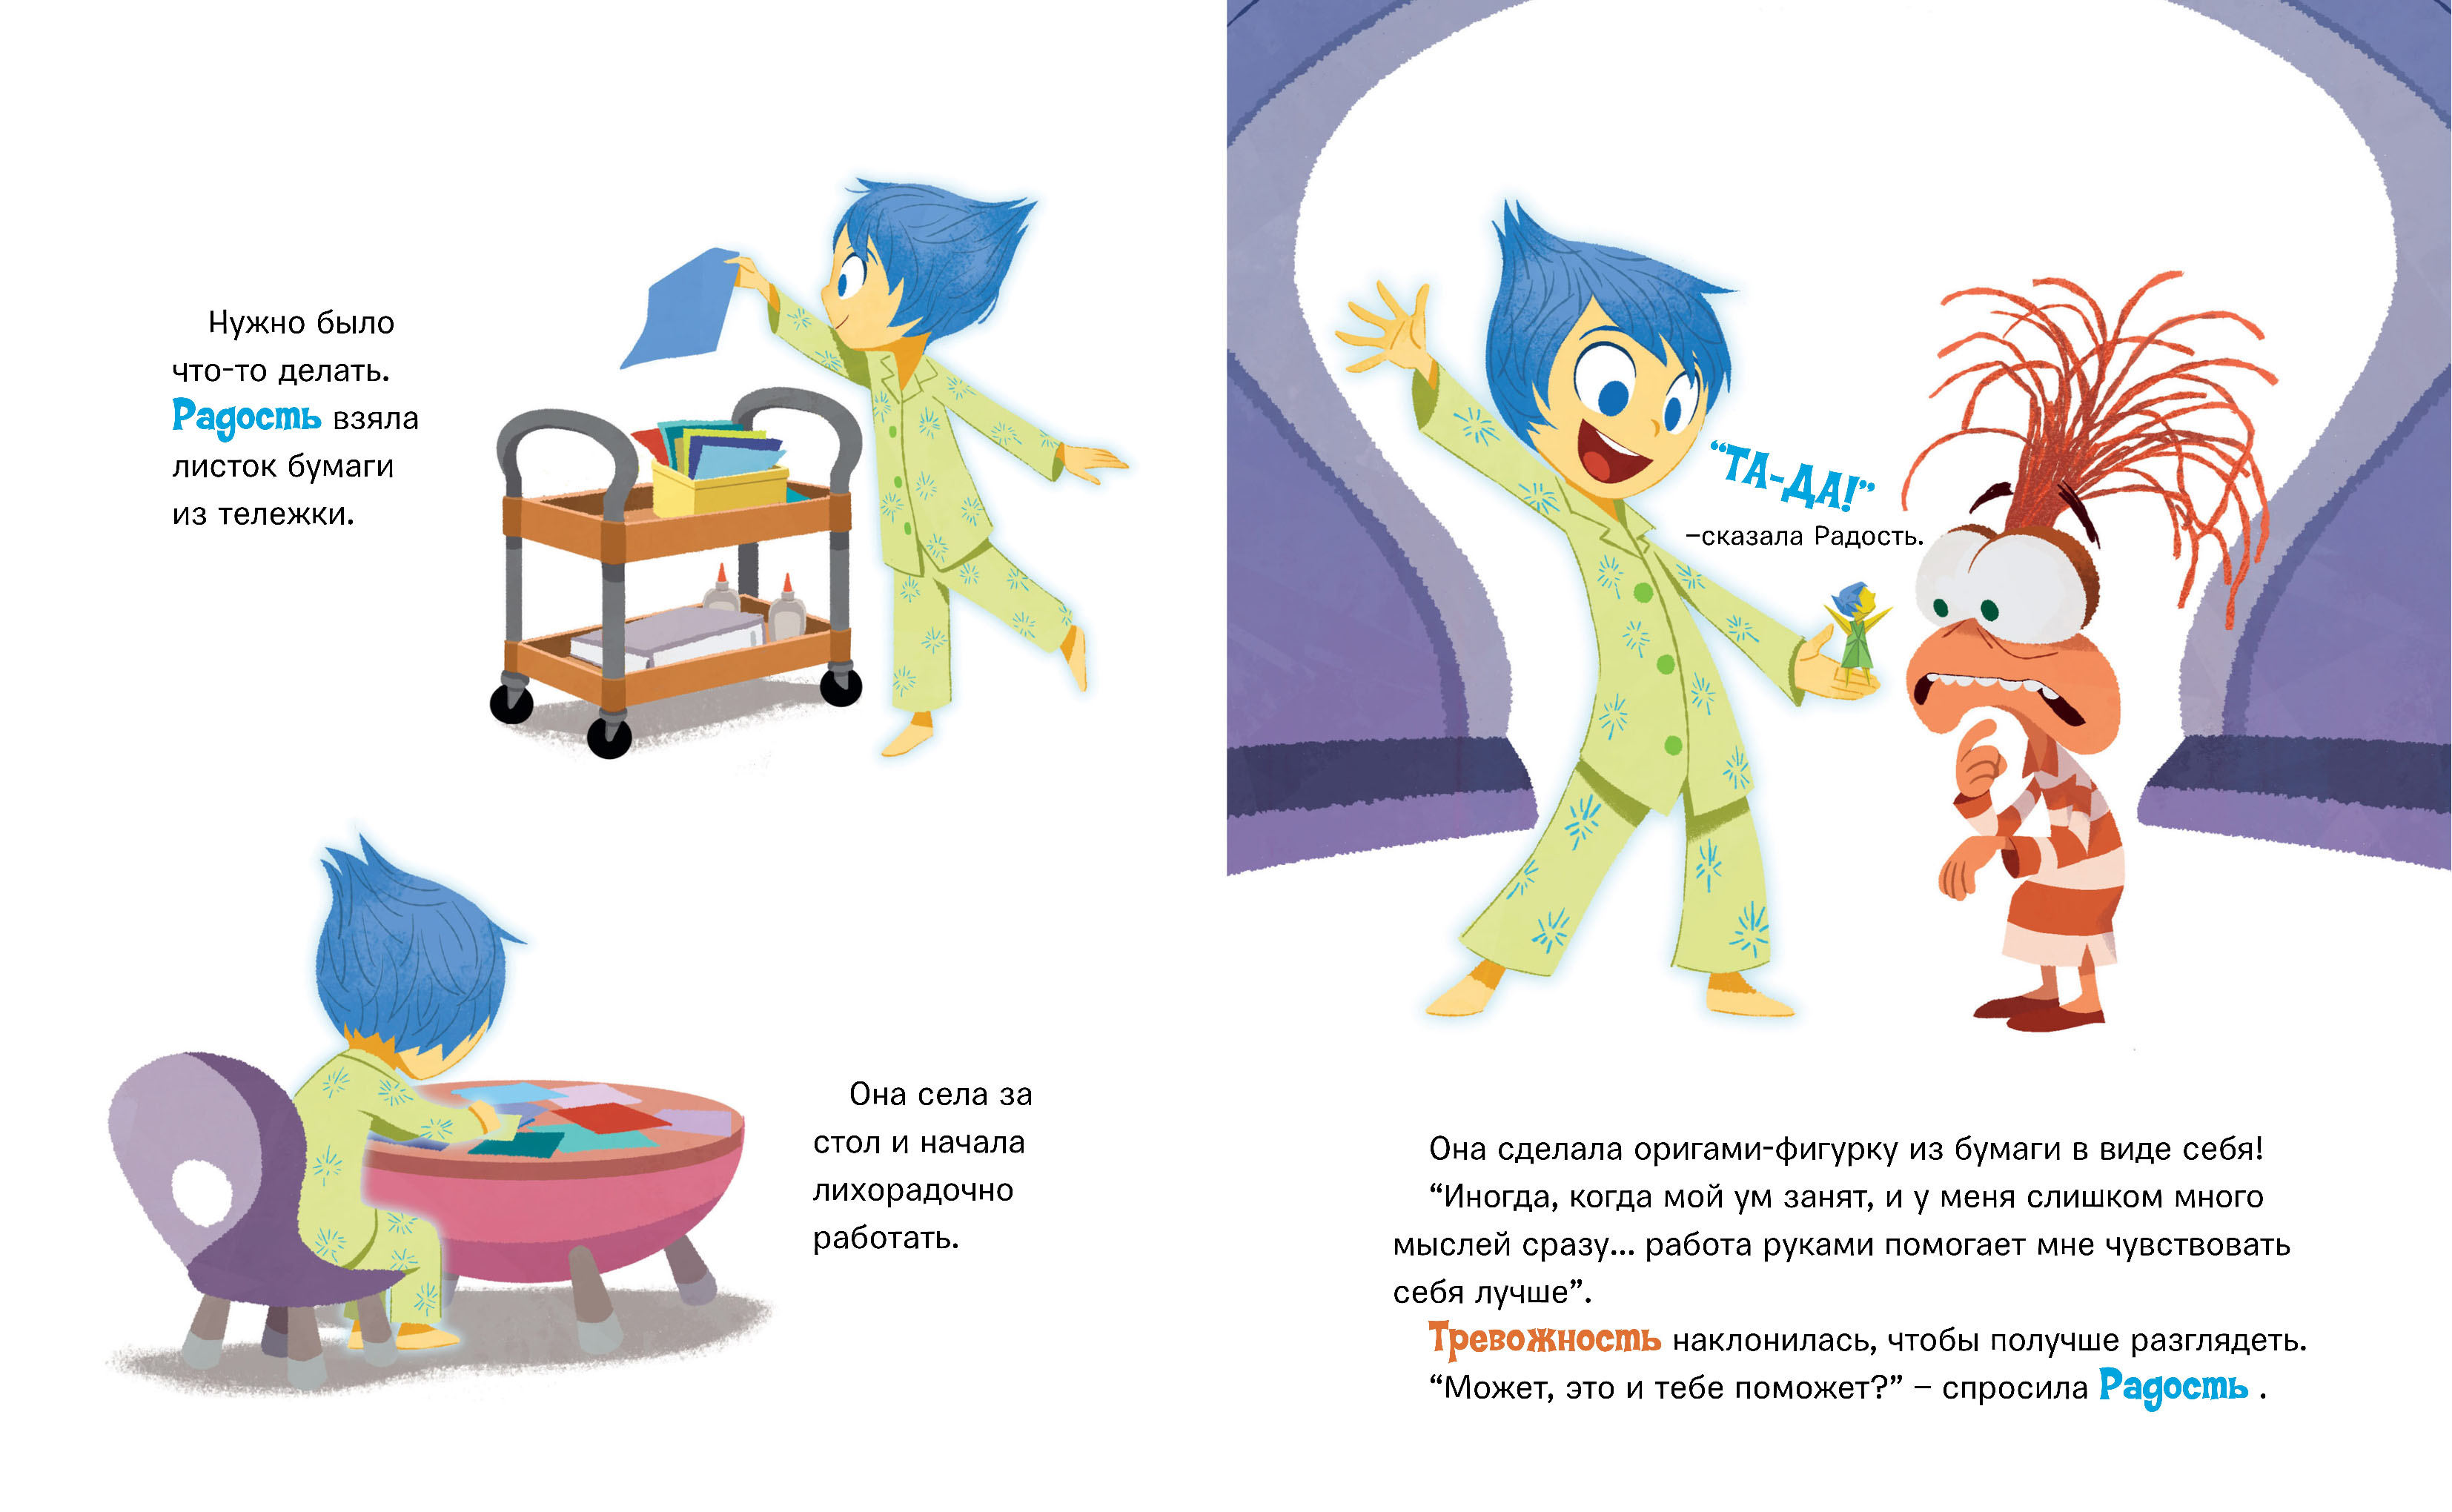 Нужно было
что-то делать.
Радость взяла
листок бумаги
из тележки.
Она села за
стол и начала
лихорадочно
работать.
“ТА-ДА!”
–сказала Радость.
Она сделала оригами-фигурку из бумаги в виде себя!
“Иногда, когда мой ум занят, и у меня слишком много
мыслей сразу... работа руками помогает мне чувствовать
себя лучше”.
Тревожность наклонилась, чтобы получше разглядеть.
“Может, это и тебе поможет?” – спросила Радость .